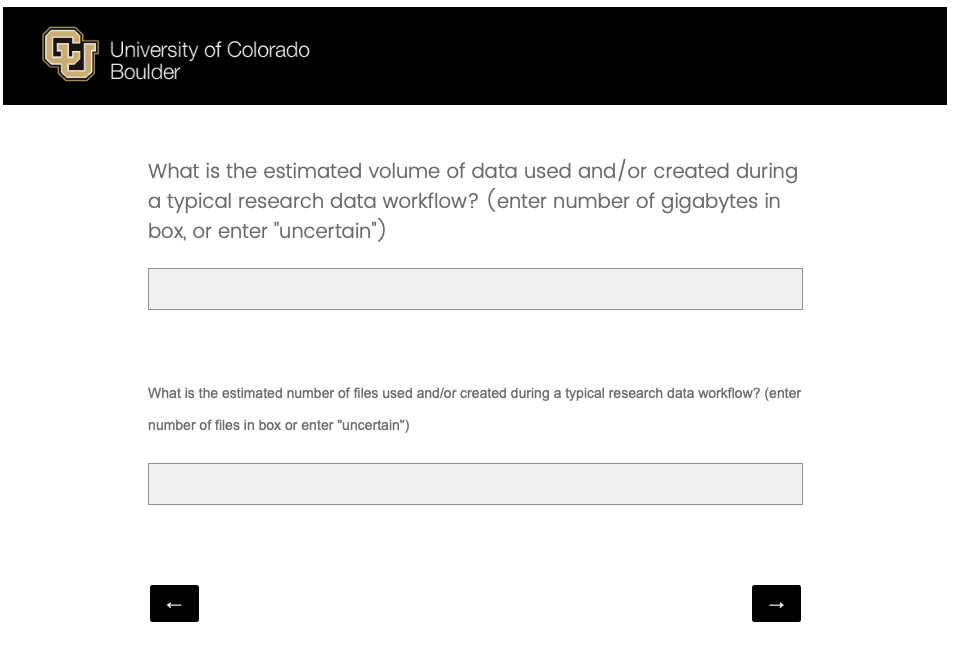 CU
University of Colorado
Boulder
What is the estimated volume of data used and/or created during
a typical research data workflow? (enter number of gigabytes in
box, or enter "uncertain")
What is the estimated number of files used and/or created during a typical research data workflow? (enter
number of files in box or enter "uncertain")
← →